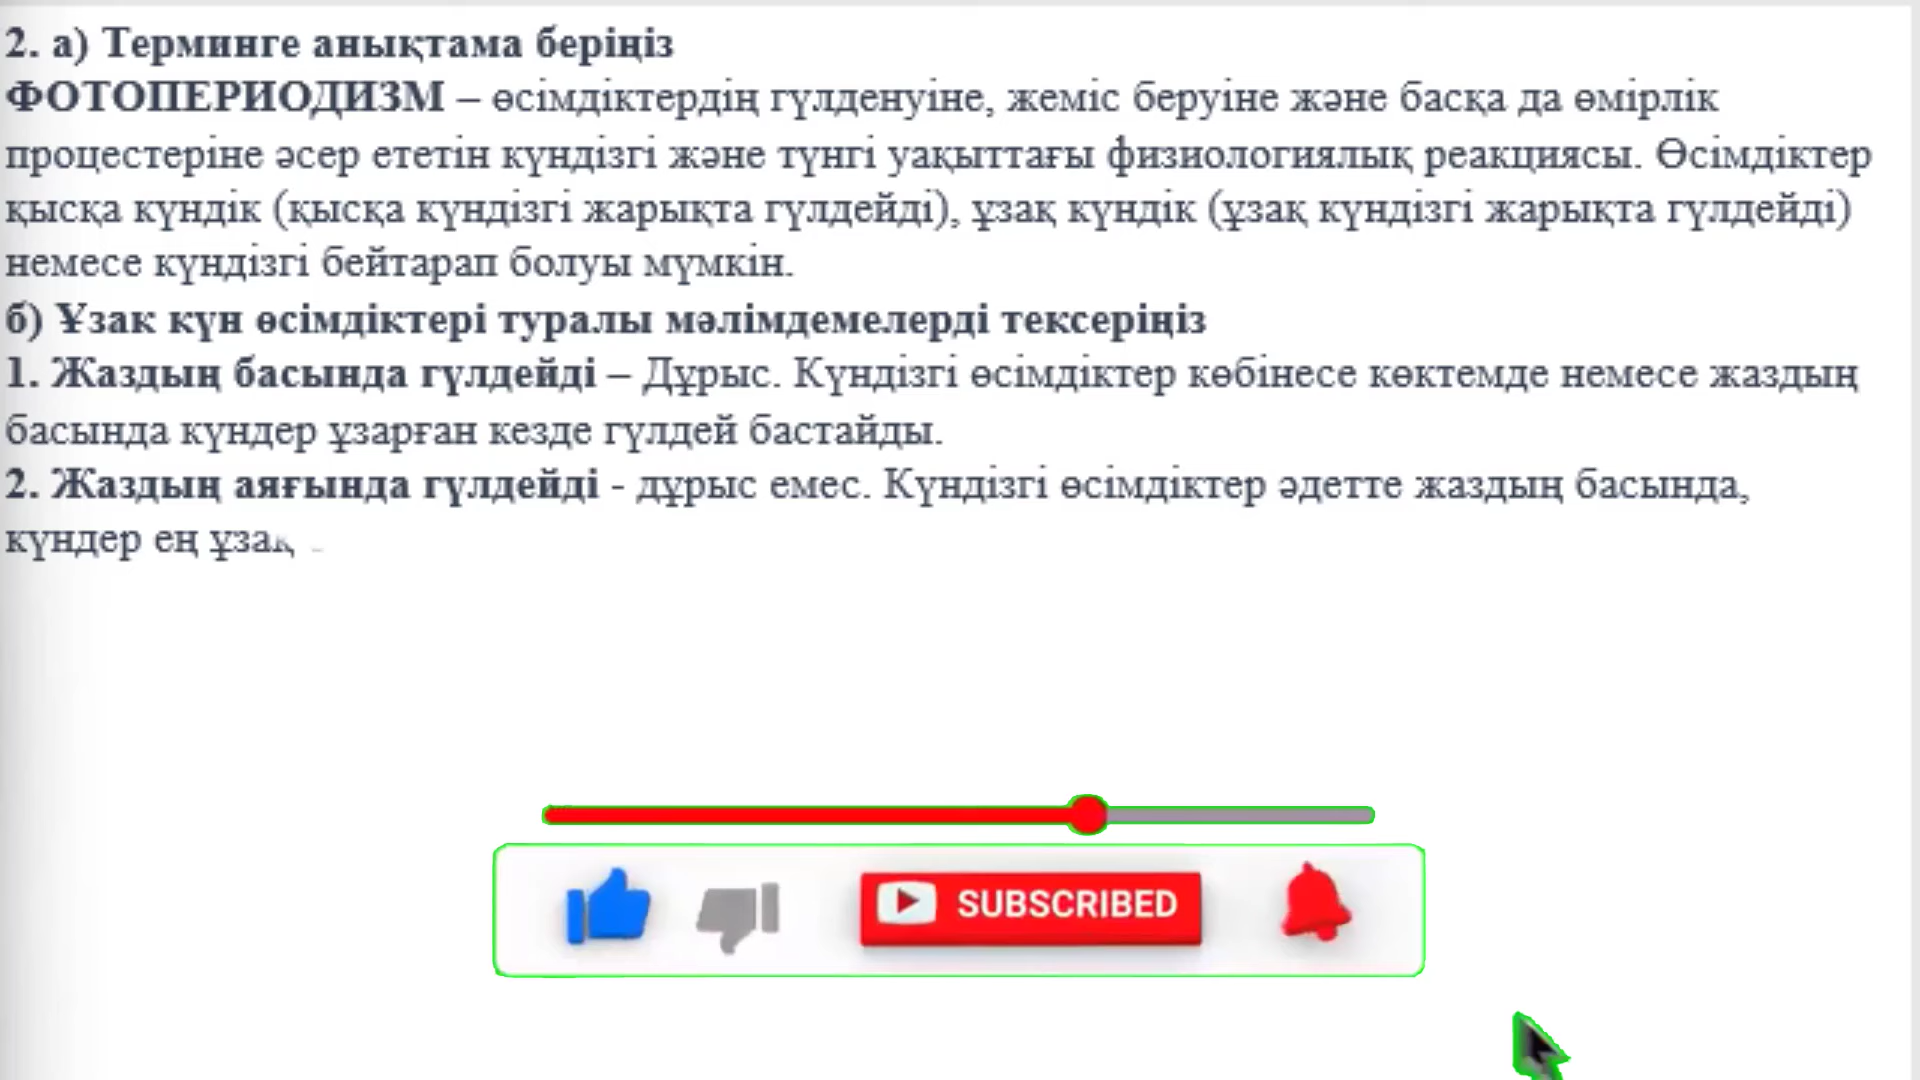 2. а) Терминге анықтама беріңіз
ФОТОПЕРИОДИЗМ – өсімдіктердің гүлденуіне, жеміс беруіне және басқа да өмірлік
процестеріне әсер ететін күндізгі және түнгі уақыттағы физиологиялық реакциясы. Өсімдіктер
қысқа күндік (қысқа күндізгі жарықта гүлдейді), ұзақ күндік (ұзақ күндізгі жарықта гүлдейді)
немесе күндізгі бейтарап болуы мүмкін.
б) Ұзак күн өсімдіктері туралы мәлімдемелерді тексеріңіз
1. Жаздың басында гүлдейді – Дұрыс. Күндізгі өсімдіктер көбінесе көктемде немесе жаздың
басында күндер ұзарған кезде гүлдей бастайды.
2. Жаздың аяғында гүлдейді - дұрыс емес. Күндізгі өсімдіктер әдетте жаздың басында,
күндер ең ұзақ
SUBSCRIBED